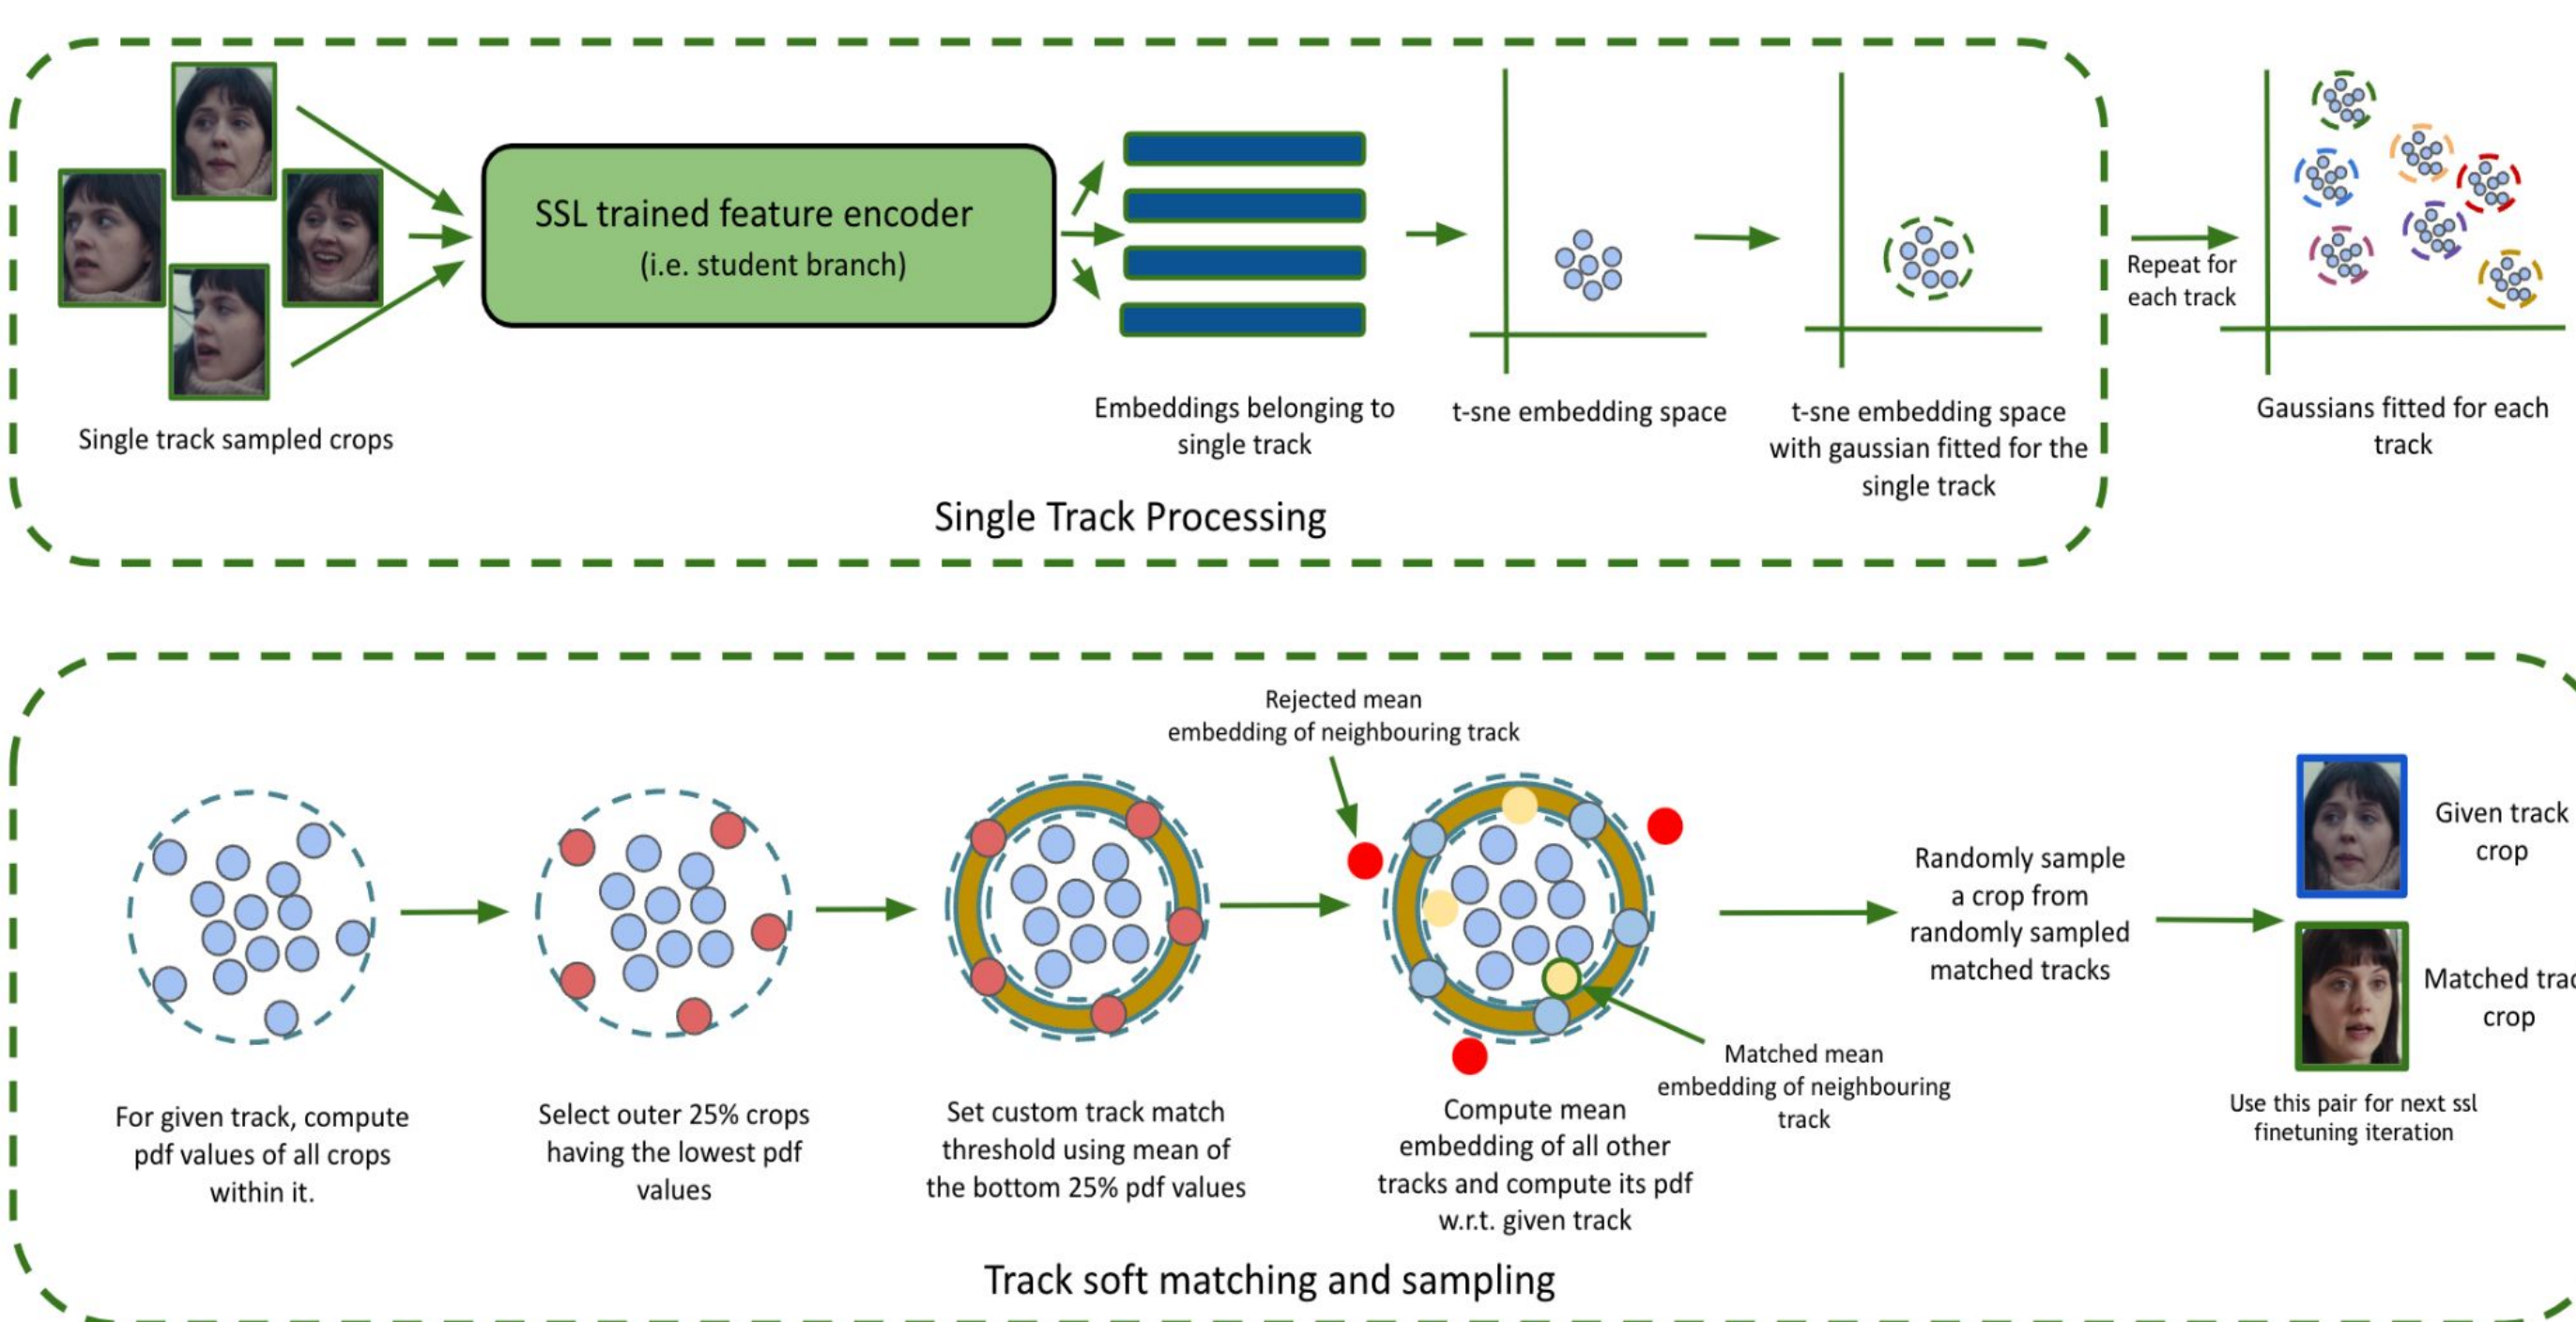 SSL trained feature encoder
(i.e. student branch)
Repeat for
each track
Single track sampled crops
Embeddings belonging to
single track
t-sne embedding space
t-sne embedding space
with gaussian fitted for the
single track
Gaussians fitted for each
track
Single Track Processing
Rejected mean
embedding of neighbouring track
Given track
crop
Randomly sample
a crop from
randomly sampled
matched tracks
Matched trac
crop
Matched mean
embedding of neighbouring
track
For given track, compute
pdf values of all crops
within it.
Select outer 25% crops
having the lowest pdf
values
Set custom track match
threshold using mean of
the bottom 25% pdf values
Compute mean
embedding of all other
tracks and compute its pdf
w.r.t. given track
Use this pair for next ssl
finetuning iteration
Track soft matching and sampling